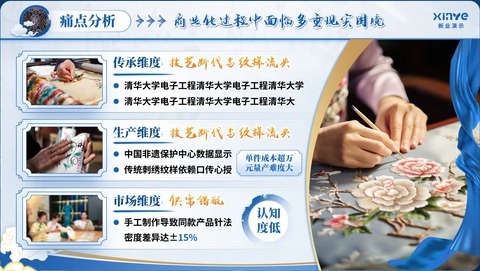 痛点分析
商业化过程中面临多重现实困境
xinye
新业演示
传承维度 技艺断代与纹样流失
清华大学电子工程清华大学电子工程清华大学
清华大学电子工程清华大学电子工程清华大
生产维度 技艺断代与纹样流失
中国非遗保护中心数据显示
传统刺绣纹样依赖口传心授
单件成本超万
元量产难度大
市场维度 供需错配
手工制作导致同款产品针法
密度差异达±15%
认知
度低